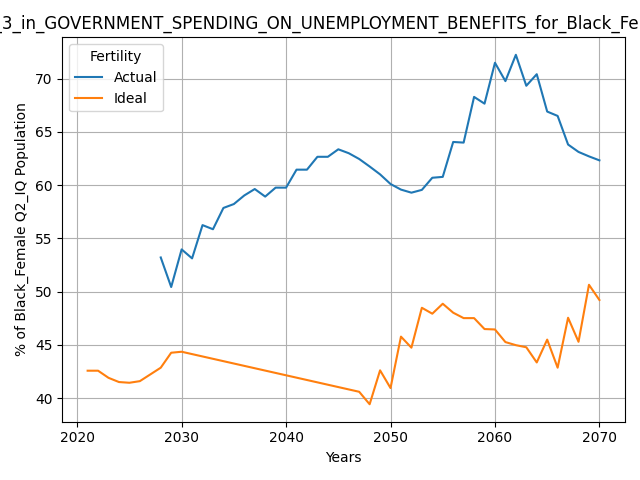 _3_in_GOVERNMENT_SPENDING_ON_UNEMPLOYMENT_BENEFITS_for_Black_Fe
Fertility
Actual
Ideal
% of Black_Female Q2_IQ Population
70
65
60
55
50
45
40
2020
2030
2040
2050
2060
2070
Years